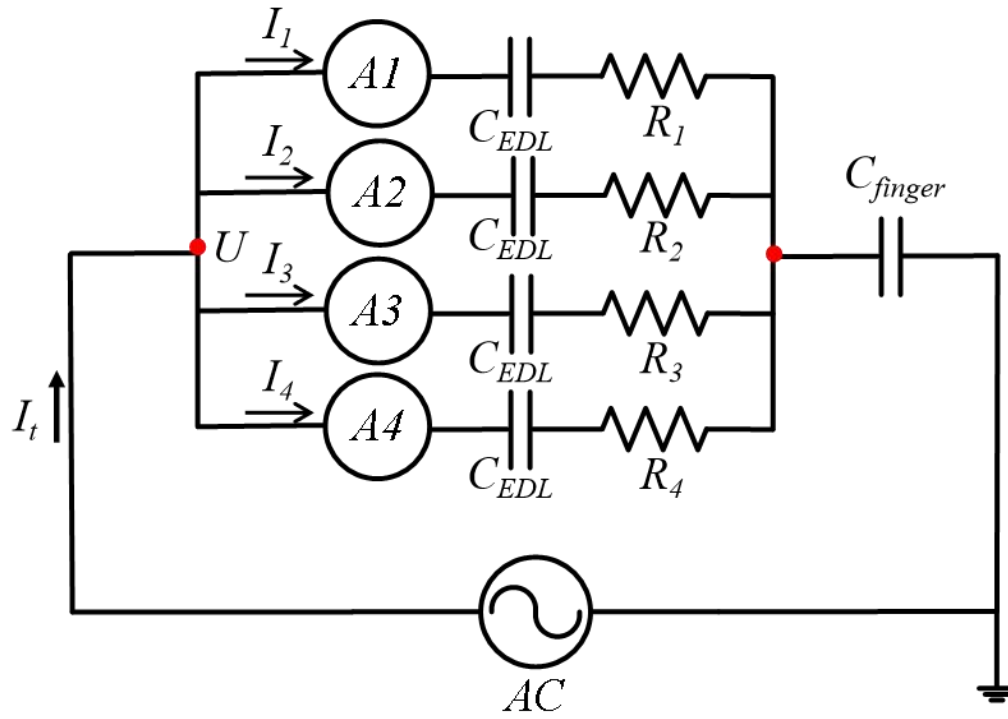 I1
A1
CEDL
R1
I2
A2
CEDL
R2
Cfinger
U
I3
A3
CEDL
R3
I4
A4
CEDL
R4
It
AC